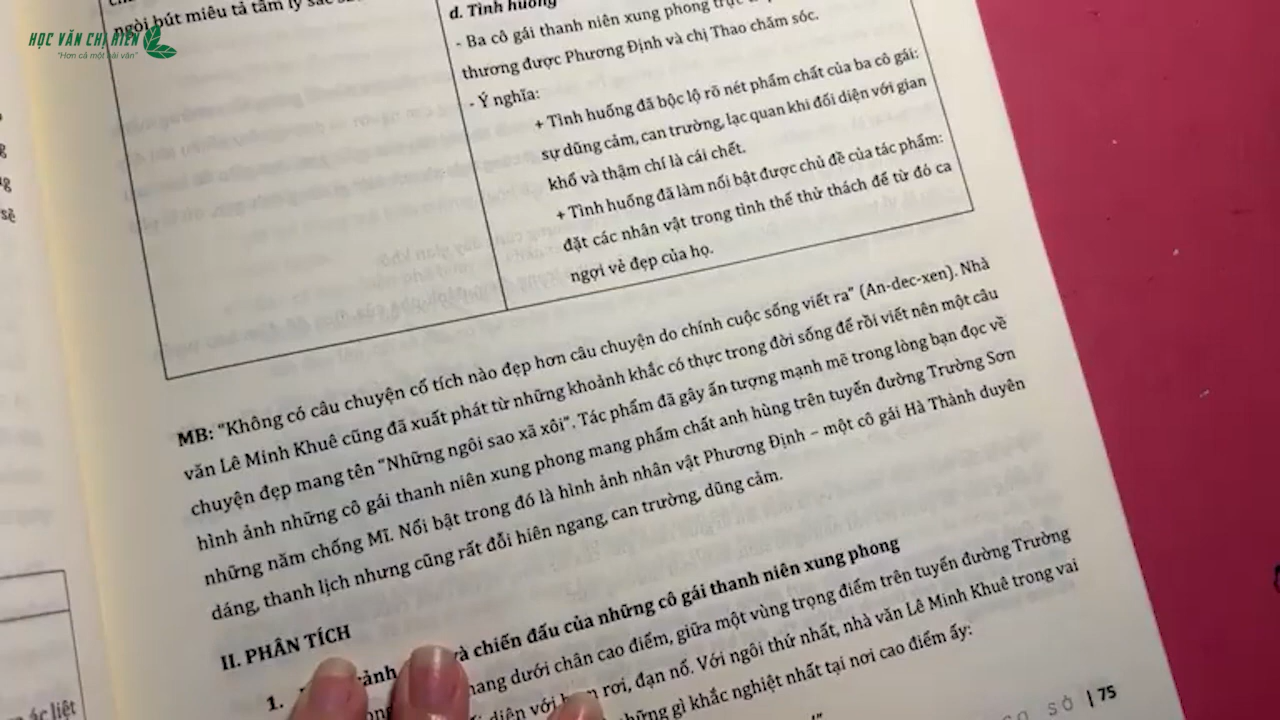 HỌC VĂN CHỊ HIÊN
"Hơn cả một bài văn"
ngòi bút miêu tả tâm lý sắc
d. Tình huống
- Ba cô gái thanh niên xung phong trực
thương được Phương Định và chị Thao chăm sóc.
- Ý nghĩa:
+ Tình huống đã bộc lộ rõ nét phẩm chất của ba cô gái:
sự dũng cảm, can trường, lạc quan khi đối diện với gian
khổ và thậm chí là cái chết.
+ Tình huống đã làm nổi bật được chủ đề của tác phẩm:
đặt các nhân vật trong tình thế thử thách để từ đó ca
ngợi vẻ đẹp của họ.
MB: "Không có câu chuyện cổ tích nào đẹp hơn câu chuyện do chính cuộc sống viết ra" (An-dec-xen). Nhà
văn Lê Minh Khuê cũng đã xuất phát từ những khoảnh khắc có thực trong đời sống để rồi viết nên một câu
chuyện đẹp mang tên "Những ngôi sao xã xôi". Tác phẩm đã gây ấn tượng mạnh mẽ trong lòng bạn đọc về
hình ảnh những cô gái thanh niên xung phong mang phẩm chất anh hùng trên tuyến đường Trường Sơn
những năm chống Mĩ. Nổi bật trong đó là hình ảnh nhân vật Phương Định – một cô gái Hà Thành duyên
dáng, thanh lịch nhưng cũng rất đỗi hiên ngang, can trường, dũng cảm.
II. PHÂN TÍCH
1. cảnh và chiến đấu của những cô gái thanh niên xung phong
hang dưới chân cao điểm, giữa một vùng trọng điểm trên tuyến đường Trường
diện với rơi, đạn nổ. Với ngôi thứ nhất, nhà văn Lê Minh Khuê trong vai
những gì khắc nghiệt nhất tại nơi cao điểm ấy:
ác liệt
SỞ | 75